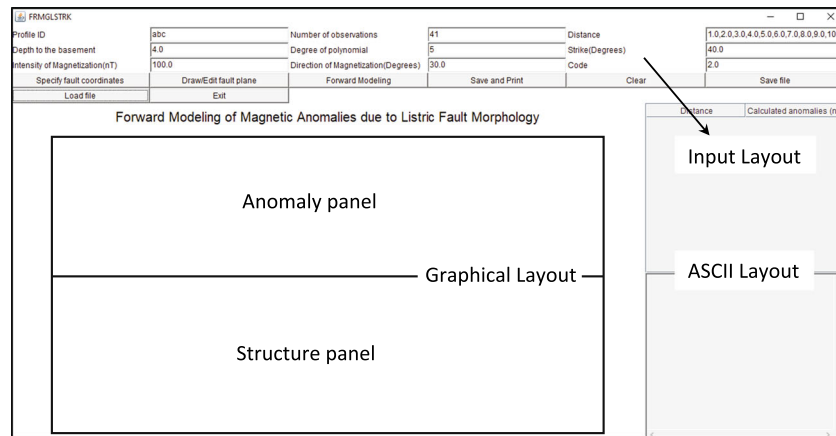 FRMGLSTRK
Profile ID abc Number of observations 41 Distance 1.0,2.0,3.0,4.0,5.0,6.0,7.0,8.0,9.0,10
Depth to the basement 4.0 Degree of polynomial 5 Strike(Degrees) 40.0
Intensity of Magnetization(nT) 100.0 Direction of Magnetization(Degrees) 30.0 Code 2.0
Specify fault coordinates Draw/Edit fault plane Forward Modeling Save and Print Clear Save file
Load file Exit
Forward Modeling of Magnetic Anomalies due to Listric Fault Morphology
Distance Calculated anomalies (n
Input Layout
Anomaly panel
Graphical Layout
ASCII Layout
Structure panel